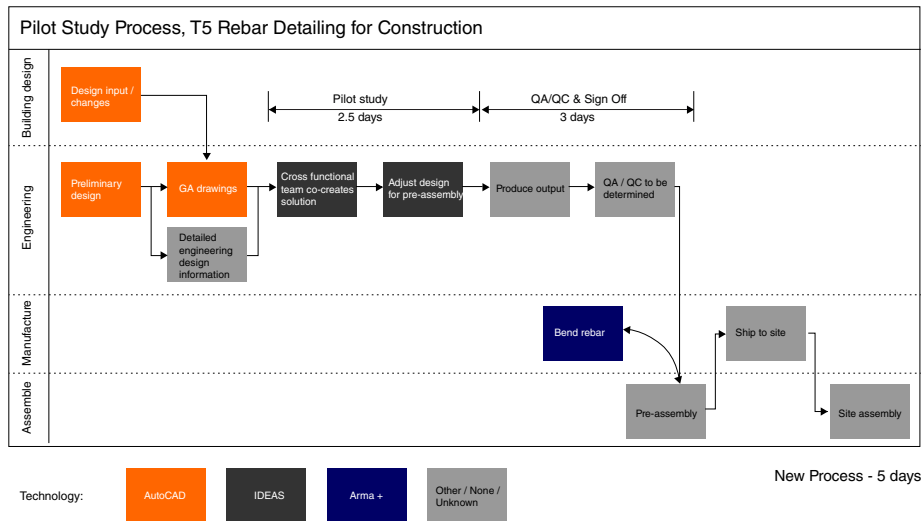 Pilot Study Process, T5 Rebar Detailing for Construction
Building design
Design input /
changes
Pilot study
2.5 days
QA/QC & Sign Off
3 days
Engineering
Preliminary
design
GA drawings
Cross functional
team co-creates
solution
Adjust design
for pre-assembly
Produce output
QA / QC to be
determined
Detailed
engineering
design
information
Manufacture
Bend rebar
Ship to site
Assemble
Pre-assembly
Site assembly
Technology:
AutoCAD
IDEAS
Arma +
Other / None /
Unknown
New Process - 5 days